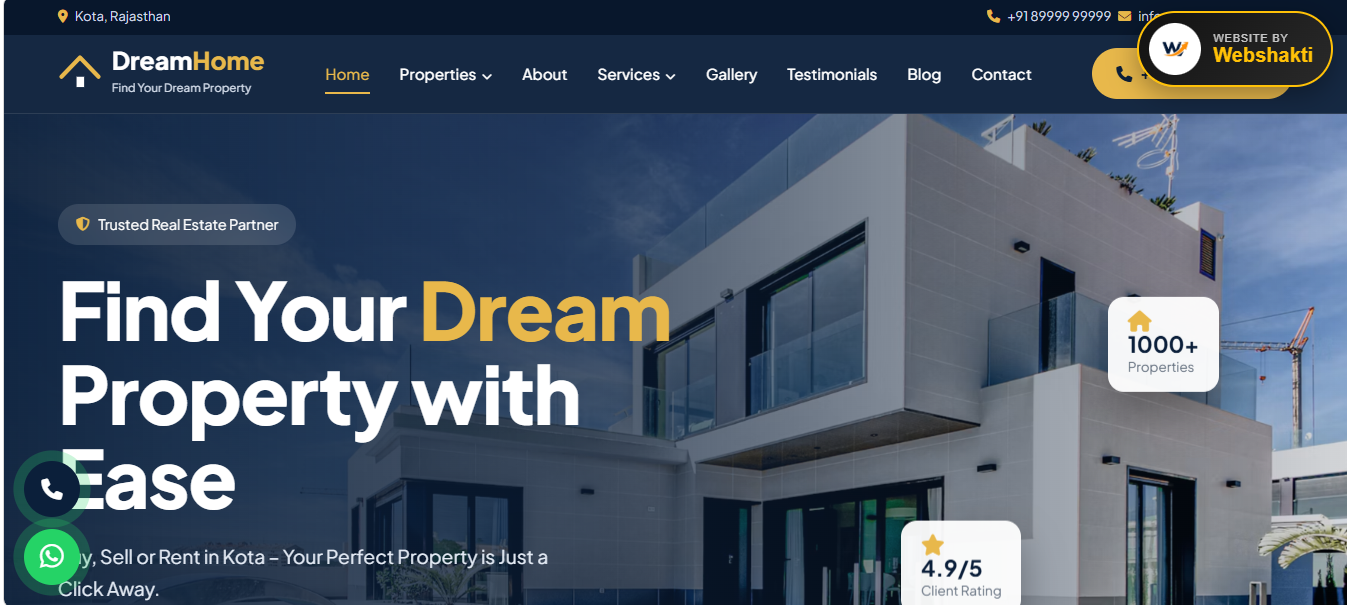 Kota, Rajasthan
+91 89999 99999
WEBSITE BY
Webshakti
DreamHome
Find Your Dream Property
Home Properties About Services Gallery Testimonials Blog Contact
Trusted Real Estate Partner
Find Your Dream
Property with
Ease
1000+
Properties
Sell or Rent in Kota – Your Perfect Property is Just a
Click Away.
4.9/5
Client Rating